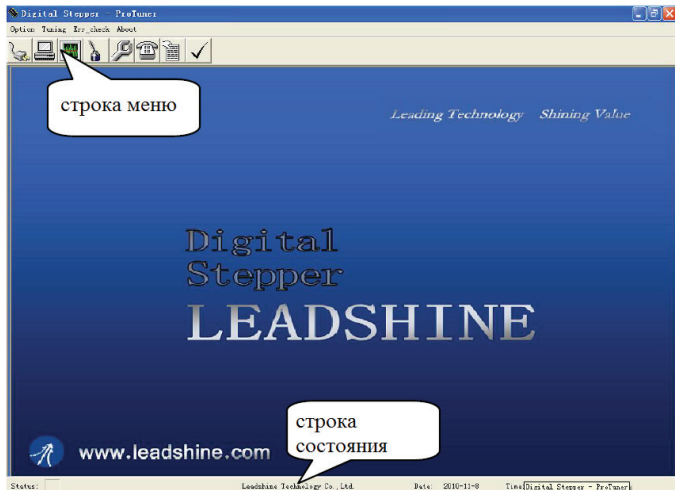 Digital Stepper - ProTuner
Option Tuning Err_check About
строка меню
Leading Technology Shining Value
Digital
Stepper
LEADSHINE
строка
состояния
www.leadshine.com
Status: Leadshine Technology Co.,Ltd. Date: 2010-11-8 Time Digital Stepper - ProTuner